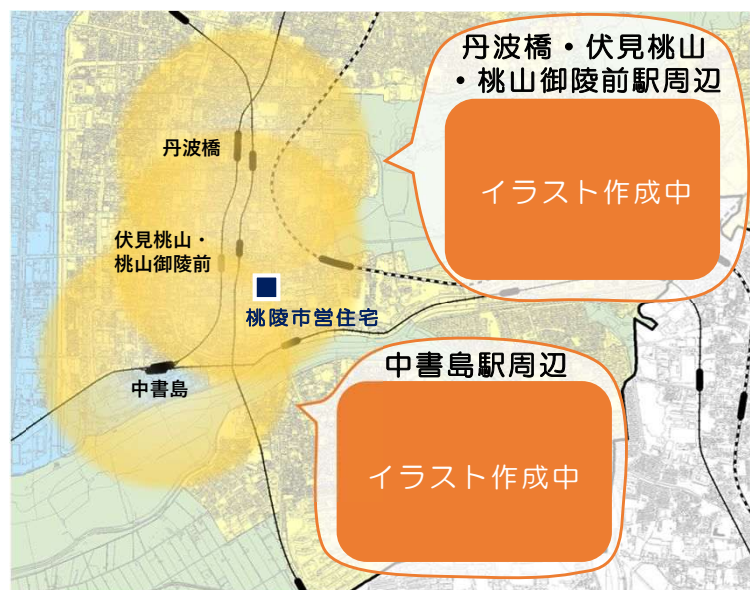 丹波橋・伏見桃山
・桃山御陵前駅周辺
イラスト作成中
丹波橋
伏見桃山・
桃山御陵前
桃陵市営住宅
中書島
中書島駅周辺
イラスト作成中